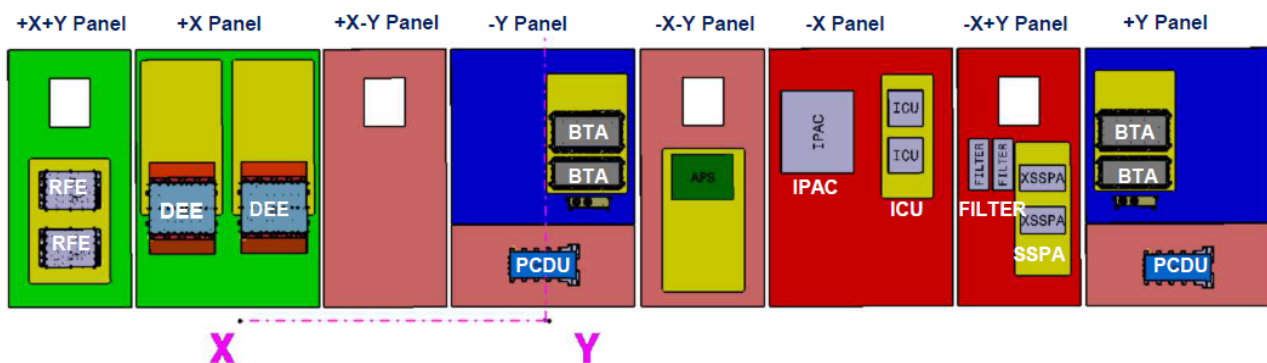 +X+Y Panel
+X Panel
+X-Y Panel
-Y Panel
-X-Y Panel
-X Panel
-X+Y Panel
+Y Panel
RFE
RFE
DEE
DEE
BTA
BTA
PCDU
APS
IPAC
IPAC
ICU
ICU
ICU
FILTER
FILTER
FILTER
XSSPA
XSSPA
SSPA
BTA
BTA
PCDU
X
Y